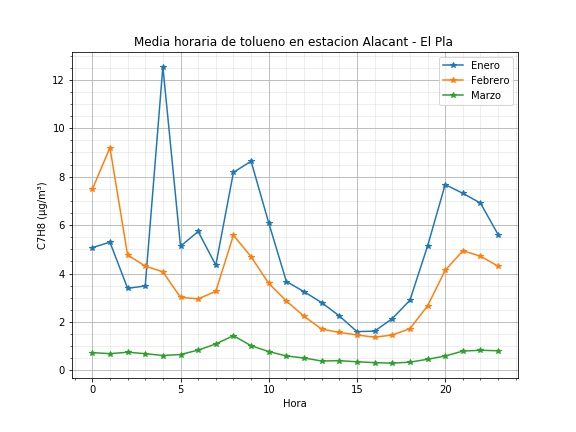 Media horaria de tolueno en estacion Alacant - El Pla
Enero
Febrero
Marzo
C7H8 (µg/m³)
12
10
8
6
4
2
0
0 5 10 15 20
Hora